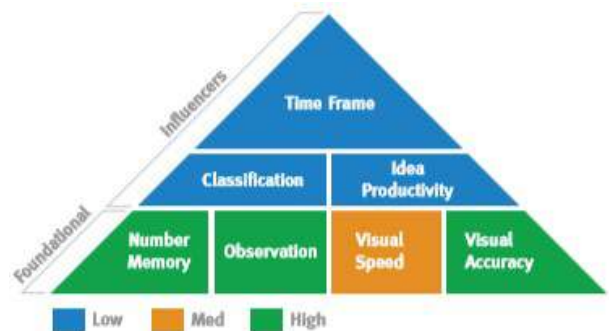 Influencers
Time Frame
Classification
Idea
Productivity
Foundational
Number
Memory
Observation
Visual
Speed
Visual
Accuracy
Low
Med
High